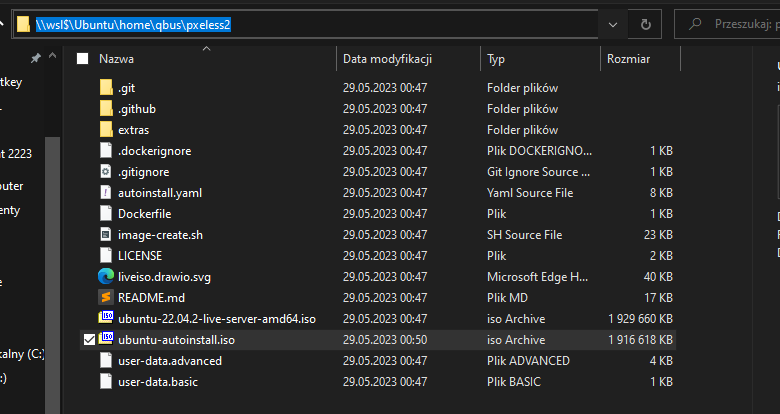 \\wsl$\Ubuntu\home\qbus\pxeless2 Przeszukaj: p
Nazwa Data modyfikacji Typ Rozmiar
.git 29.05.2023 00:47 Folder plików
.github 29.05.2023 00:47 Folder plików
extras 29.05.2023 00:47 Folder plików
.dockerignore 29.05.2023 00:47 Plik DOCKERIGNO... 1 KB
.gitignore 29.05.2023 00:47 Git Ignore Source ... 1 KB
autoinstall.yaml 29.05.2023 00:47 Yaml Source File 8 KB
Dockerfile 29.05.2023 00:47 Plik 1 KB
image-create.sh 29.05.2023 00:47 SH Source File 23 KB
LICENSE 29.05.2023 00:47 Plik 2 KB
liveiso.drawio.svg 29.05.2023 00:47 Microsoft Edge H... 40 KB
README.md 29.05.2023 00:47 Plik MD 17 KB
ubuntu-22.04.2-live-server-amd64.iso 29.05.2023 00:47 iso Archive 1 929 660 KB
ubuntu-autoinstall.iso 29.05.2023 00:50 iso Archive 1 916 618 KB
user-data.advanced 29.05.2023 00:47 Plik ADVANCED 4 KB
user-data.basic 29.05.2023 00:47 Plik BASIC 1 KB
tkey
t 2223
puter
enty
kalny (C:)
:)